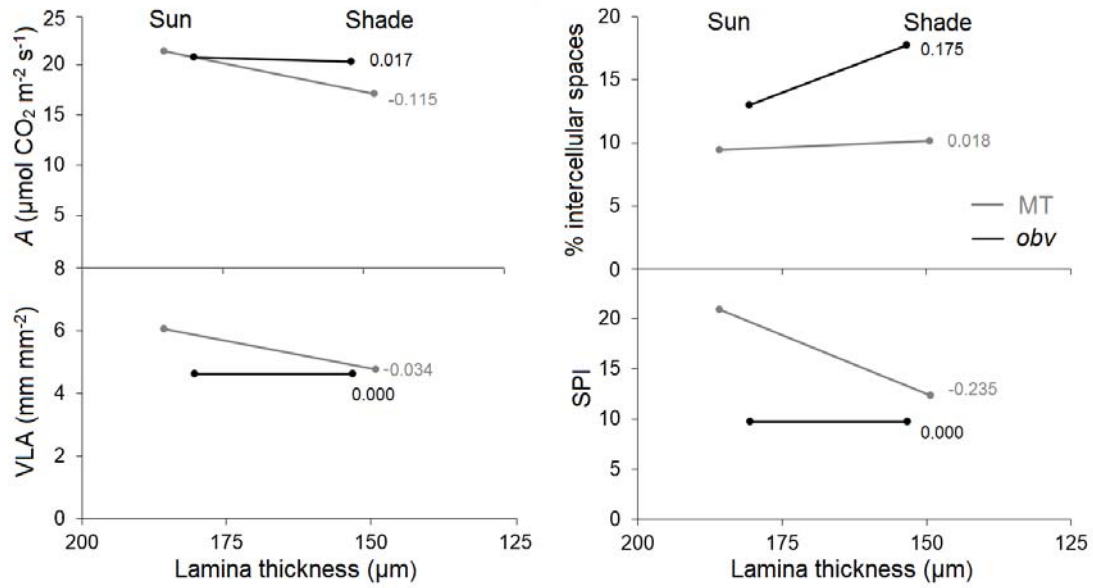 Sun Shade
25
20
15
10
5
8
A (µmol CO₂ m⁻² s⁻¹)
0.017
-0.115
Sun Shade
20
15
10
5
0
% intercellular spaces
0.175
0.018
MT
obv
6
4
2
0
VLA (mm mm⁻²)
-0.034
0.000
200 175 150 125
Lamina thickness (µm)
20
15
10
5
0
SPI
-0.235
0.000
200 175 150 125
Lamina thickness (µm)